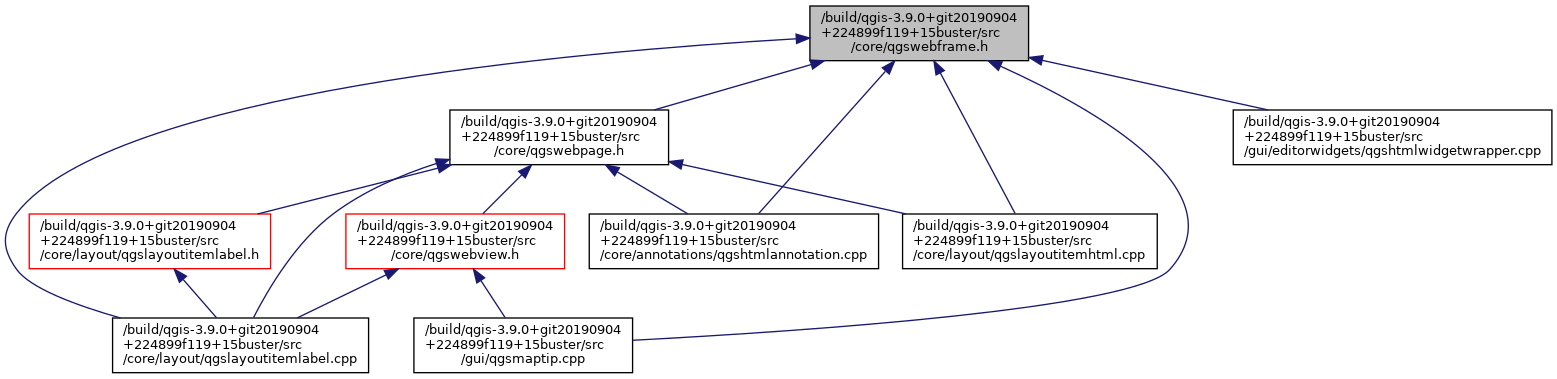 /build/qgis-3.9.0+git20190904
+224899f119+15buster/src
/core/qgswebframe.h
/build/qgis-3.9.0+git20190904
+224899f119+15buster/src
/core/qgswebpage.h
/build/qgis-3.9.0+git20190904
+224899f119+15buster/src
/gui/editorwidgets/qgshtmlwidgetwrapper.cpp
/build/qgis-3.9.0+git20190904
+224899f119+15buster/src
/core/layout/qgslayoutitemlabel.h
/build/qgis-3.9.0+git20190904
+224899f119+15buster/src
/core/qgswebview.h
/build/qgis-3.9.0+git20190904
+224899f119+15buster/src
/core/annotations/qgshtmlannotation.cpp
/build/qgis-3.9.0+git20190904
+224899f119+15buster/src
/core/layout/qgslayoutitemhtml.cpp
/build/qgis-3.9.0+git20190904
+224899f119+15buster/src
/core/layout/qgslayoutitemlabel.cpp
/build/qgis-3.9.0+git20190904
+224899f119+15buster/src
/gui/qgsmaptip.cpp